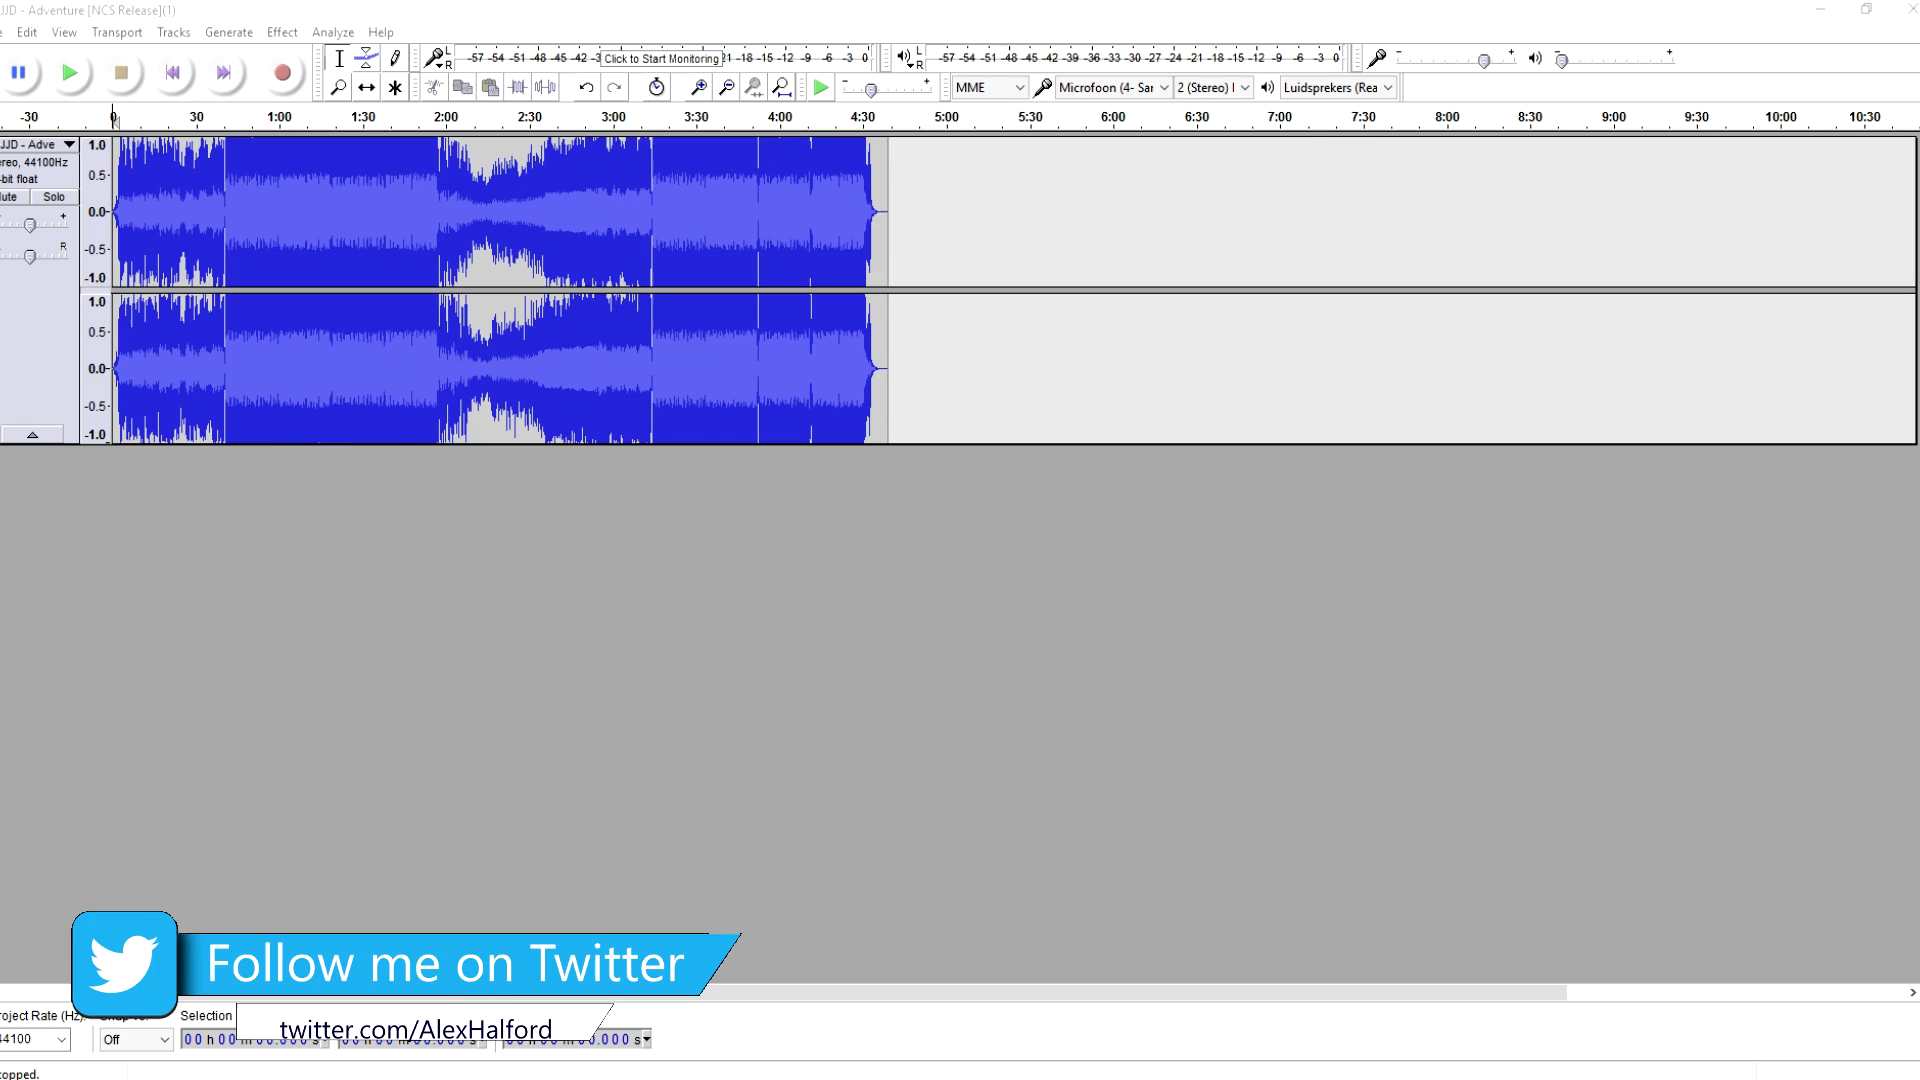 JJD - Adventure [NCS Release](1)
Edit View Transport Tracks Generate Effect Analyze Help
L
R
-57 -54 -51 -48 -45 -42 -3 Click to Start Monitoring 21 -18 -15 -12 -9 -6 -3 0
L
R
-57 -54 -51 -48 -45 -42 -39 -36 -33 -30 -27 -24 -21 -18 -15 -12 -9 -6 -3 0
- +
- +
MME Microfoon (4- Sar 2 (Stereo) Luidsprekers (Rea
-30 0 30 1:00 1:30 2:00 2:30 3:00 3:30 4:00 4:30 5:00 5:30 6:00 6:30 7:00 7:30 8:00 8:30 9:00 9:30 10:00 10:30
JJD - Adve
ereo, 44100Hz
-bit float
lute Solo
+
R
1.0
0.5
0.0
-0.5
-1.0
1.0
0.5
0.0
-0.5
-1.0
Follow me on Twitter
twitter.com/AlexHalford
roject Rate (Hz): Selection
44100 Off
opped.